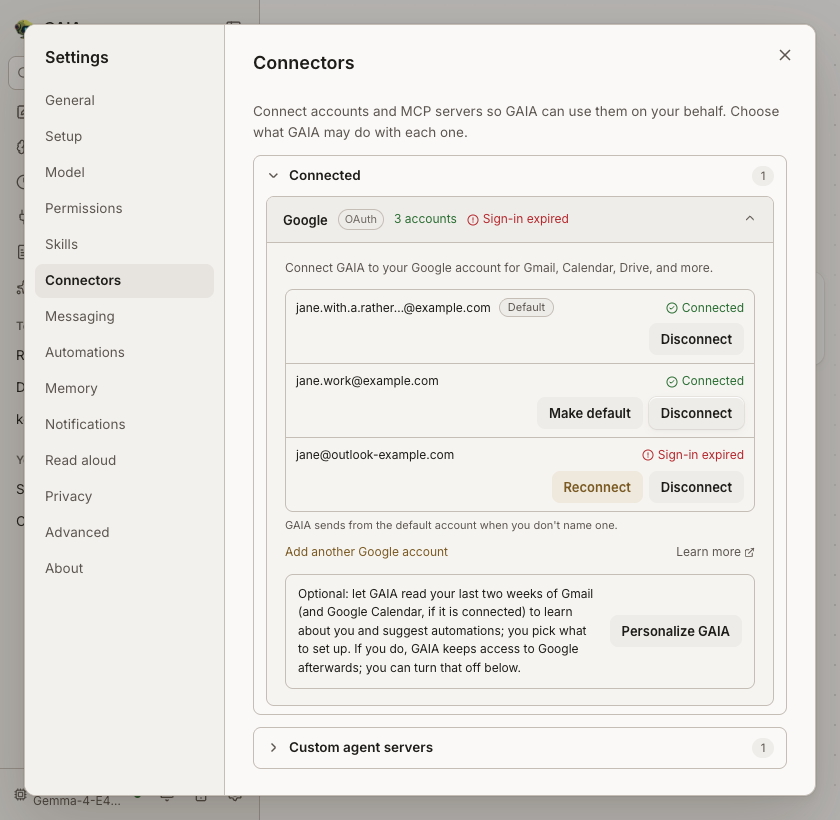 Settings
General
Setup
Model
Permissions
Skills
Connectors
Messaging
Automations
Memory
Notifications
Read aloud
Privacy
Advanced
About
Connectors
Connect accounts and MCP servers so GAIA can use them on your behalf. Choose
what GAIA may do with each one.
Connected 1
Google OAuth 3 accounts Sign-in expired
Connect GAIA to your Google account for Gmail, Calendar, Drive, and more.
jane.with.a.rather...@example.com Default Connected
Disconnect
jane.work@example.com Connected
Make default Disconnect
jane@outlook-example.com Sign-in expired
Reconnect Disconnect
GAIA sends from the default account when you don't name one.
Add another Google account Learn more
Optional: let GAIA read your last two weeks of Gmail
(and Google Calendar, if it is connected) to learn
about you and suggest automations; you pick what
to set up. If you do, GAIA keeps access to Google
afterwards; you can turn that off below.
Personalize GAIA
Custom agent servers 1
Gemma-4-E4...